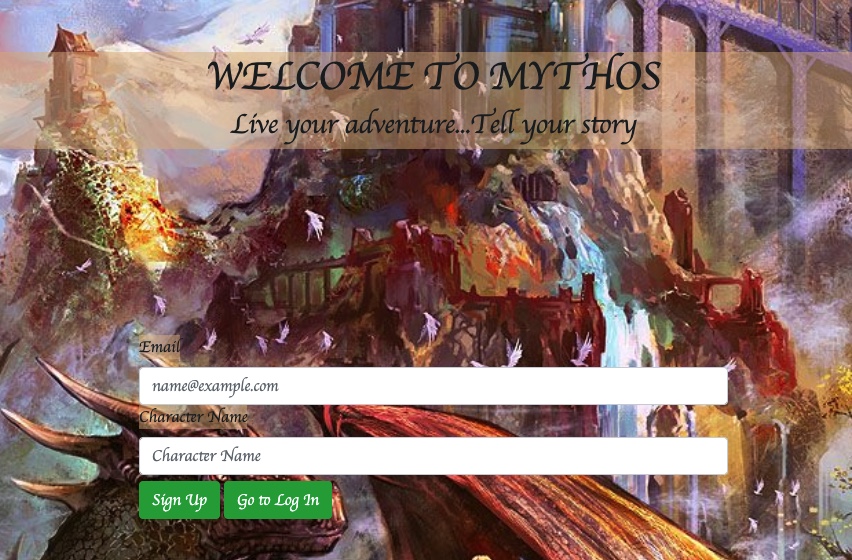 WELCOME TO MYTHOS
Live your adventure...Tell your story
Email
name@example.com
Character Name
Character Name
Sign Up
Go to Log In